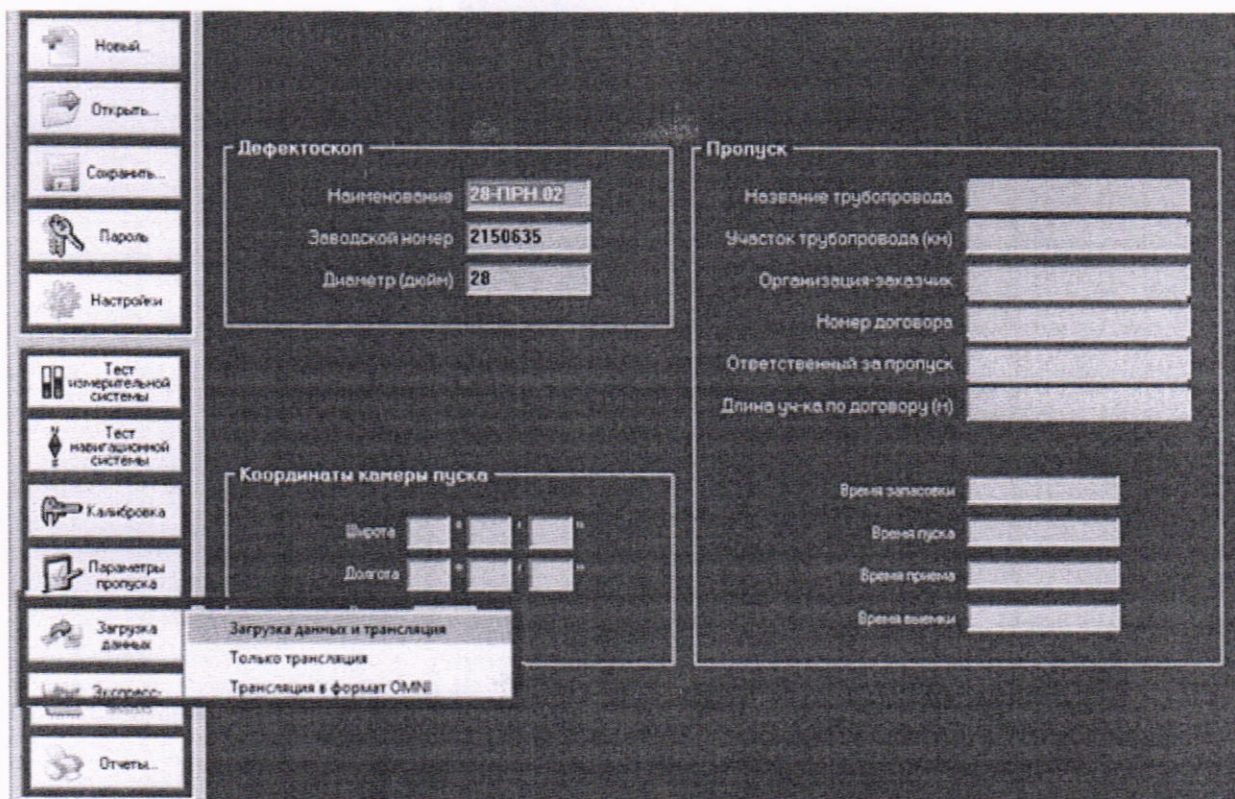 Новый...
Открыть...
Сохранить...
Пароль
Настройки
Тест
измерительной
системы
Тест
навигационной
системы
Калибровка
Параметры
пропуска
Загрузка
данных
Экспресс-
Отчеты...
Загрузка данных и трансляция
Только трансляция
Трансляция в формат OMNI
Дефектоскоп
Наименование 28-ПРН.02
Заводской номер 2150635
Диаметр (дюйм) 28
Координаты камеры пуска
Широта ° ' "
Долгота ° ' "
Пропуск
Название трубопровода
Участок трубопровода (км)
Организация-заказчик
Номер договора
Ответственный за пропуск
Длина уч-ка по договору (м)
Время запасовки
Время пуска
Время приема
Время выемки